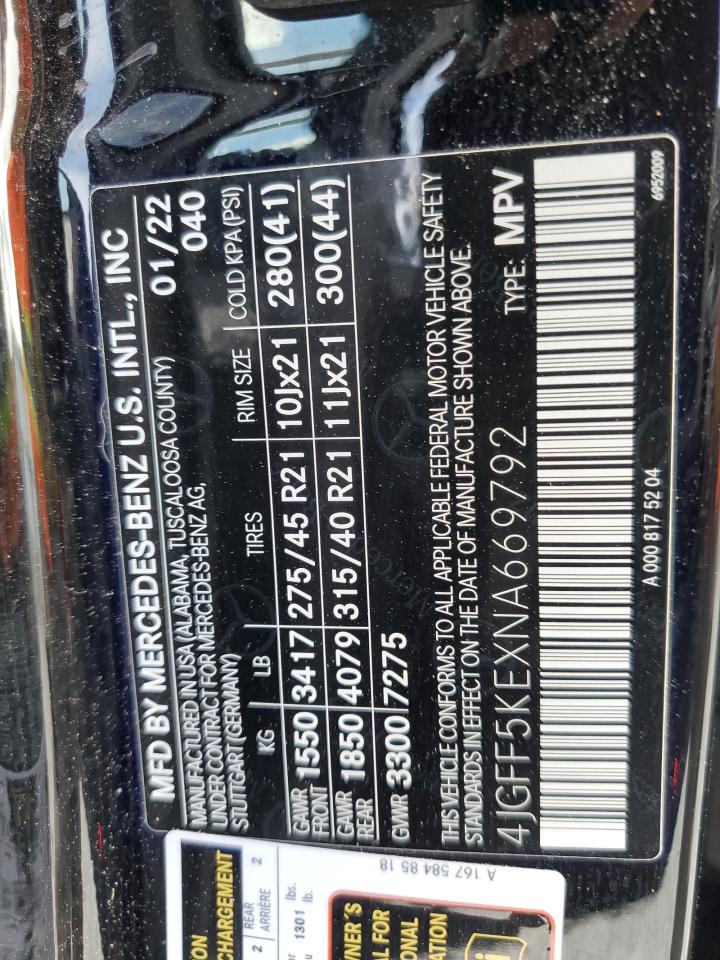 MFD BY MERCEDES-BENZ U.S. INTL., INC
MANUFACTURED IN USA (ALABAMA, TUSCALOOSA COUNTY) 01/22
UNDER CONTRACT FOR MERCEDES-BENZ AG, 040
STUTTGART (GERMANY)
KG LB TIRES RIM SIZE COLD KPA (PSI)
GAWR FRONT 1550 3417 275/45 R21 10Jx21 280(41)
GAWR REAR 1850 4079 315/40 R21 11Jx21 300(44)
GVWR 3300 7275
THIS VEHICLE CONFORMS TO ALL APPLICABLE FEDERAL MOTOR VEHICLE SAFETY
STANDARDS IN EFFECT ON THE DATE OF MANUFACTURE SHOWN ABOVE.
4JGFF5KEXNA669792 TYPE: MPV
A 000 817 52 04
6952009
CHARGEMENT
2 REAR ARRIÈRE 2
1301 lbs.
lb.
A 167 584 85 18